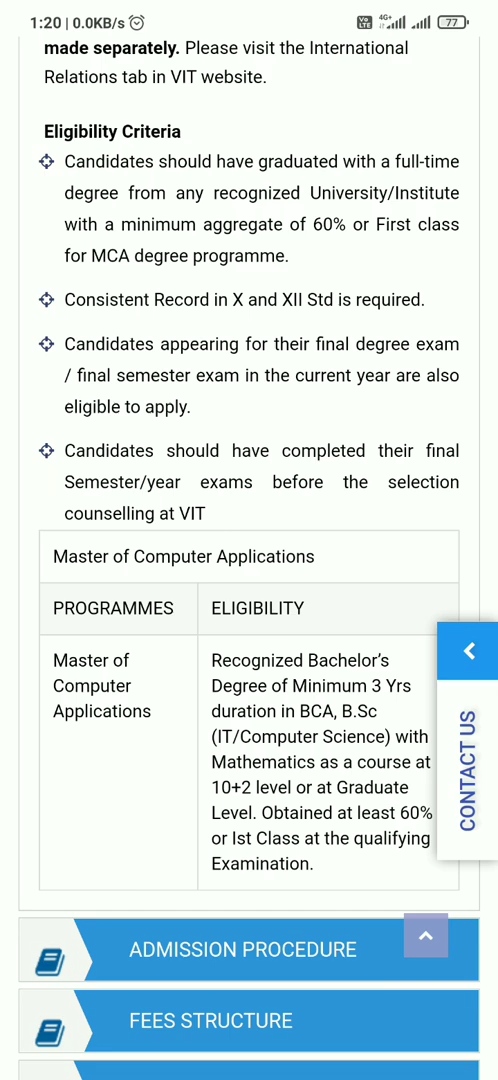 1:20 | 0.0KB/s
Vo LTE 4G+ 77
made separately. Please visit the International
Relations tab in VIT website.
Eligibility Criteria
Candidates should have graduated with a full-time
degree from any recognized University/Institute
with a minimum aggregate of 60% or First class
for MCA degree programme.
Consistent Record in X and XII Std is required.
Candidates appearing for their final degree exam
/ final semester exam in the current year are also
eligible to apply.
Candidates should have completed their final
Semester/year exams before the selection
counselling at VIT
Master of Computer Applications
PROGRAMMES ELIGIBILITY
Master of
Computer
Applications
Recognized Bachelor’s
Degree of Minimum 3 Yrs
duration in BCA, B.Sc
(IT/Computer Science) with
Mathematics as a course at
10+2 level or at Graduate
Level. Obtained at least 60%
or Ist Class at the qualifying
Examination.
CONTACT US
ADMISSION PROCEDURE
FEES STRUCTURE